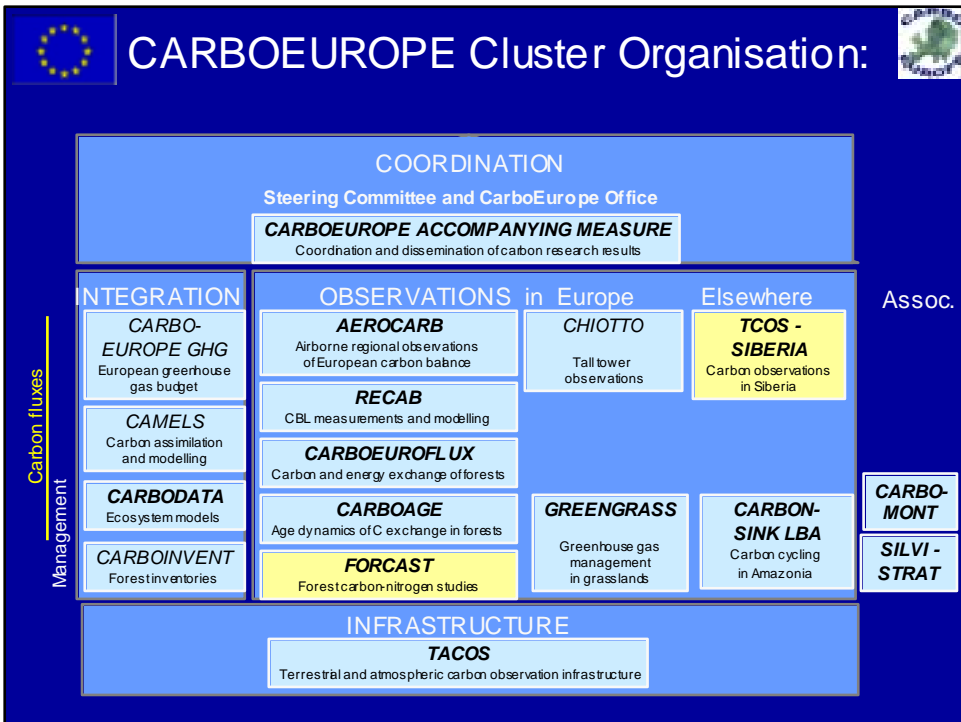 CARBOEUROPE Cluster Organisation:
CARBO
EUROPE
COORDINATION
Steering Committee and CarboEurope Office
CARBOEUROPE ACCOMPANYING MEASURE
Coordination and dissemination of carbon research results
INTEGRATION
CARBO-
EUROPE GHG
European greenhouse
gas budget
CAMELS
Carbon assimilation
and modelling
CARBODATA
Ecosystem models
CARBOINVENT
Forest inventories
Carbon fluxes
Management
OBSERVATIONS in Europe
Elsewhere
AEROCARB
Airborne regional observations
of European carbon balance
RECAB
CBL measurements and modelling
CARBOEUROFLUX
Carbon and energy exchange of forests
CARBOAGE
Age dynamics of C exchange in forests
FORCAST
Forest carbon-nitrogen studies
CHIOTTO
Tall tower
observations
GREENGRASS
Greenhouse gas
management
in grasslands
TCOS -
SIBERIA
Carbon observations
in Siberia
CARBON-
SINK LBA
Carbon cycling
in Amazonia
Assoc.
CARBO-
MONT
SILVI -
STRAT
INFRASTRUCTURE
TACOS
Terrestrial and atmospheric carbon observation infrastructure